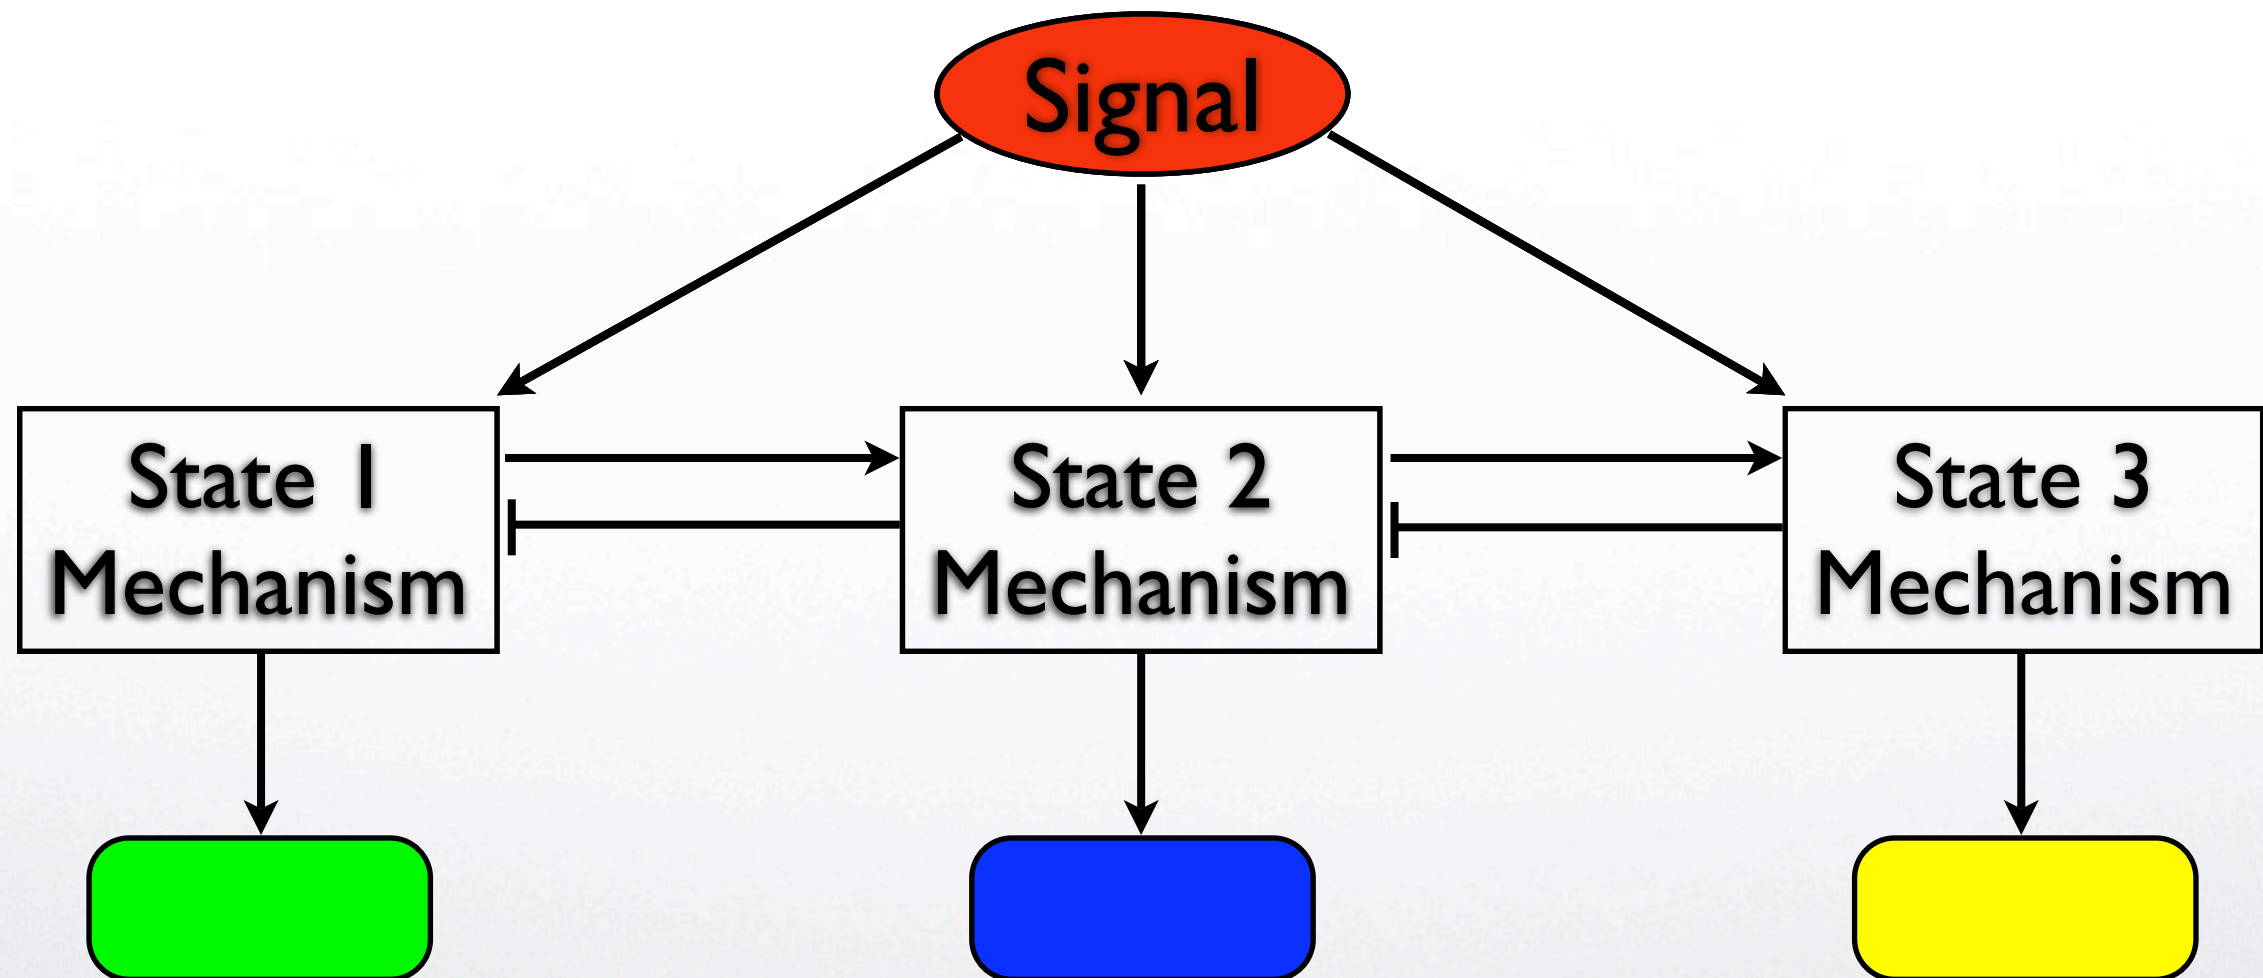 Signal
State 1
Mechanism
State 2
Mechanism
State 3
Mechanism